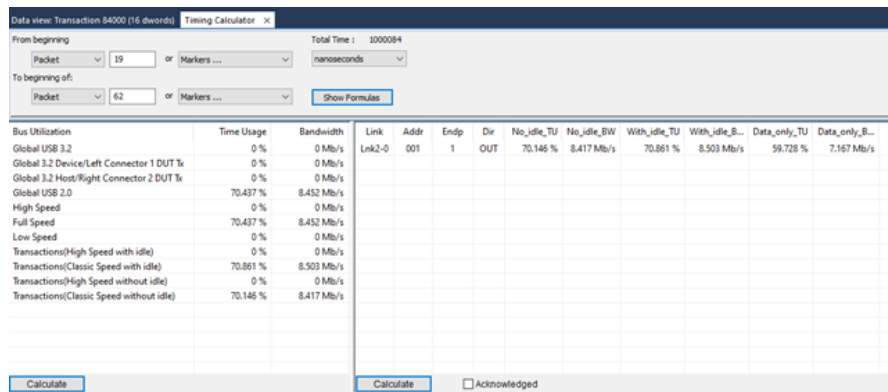 Data view: Transaction 84000 (16 dwords) Timing Calculator ×
From beginning Total Time : 1000084
Packet 19 or Markers ... nanoseconds
To beginning of:
Packet 62 or Markers ... Show Formulas
Bus Utilization Time Usage Bandwidth Link Addr Endp Dir No_idle_TU No_idle_BW With_idle_TU With_idle_B... Data_only_TU Data_only_B...
Global USB 3.2 0 % 0 Mb/s Lnk2-0 001 1 OUT 70.146 % 8.417 Mb/s 70.861 % 8.503 Mb/s 59.728 % 7.167 Mb/s
Global 3.2 Device/Left Connector 1 DUT Tx 0 % 0 Mb/s
Global 3.2 Host/Right Connector 2 DUT Tx 0 % 0 Mb/s
Global USB 2.0 70.437 % 8.452 Mb/s
High Speed 0 % 0 Mb/s
Full Speed 70.437 % 8.452 Mb/s
Low Speed 0 % 0 Mb/s
Transactions(High Speed with idle) 0 % 0 Mb/s
Transactions(Classic Speed with idle) 70.861 % 8.503 Mb/s
Transactions(High Speed without idle) 0 % 0 Mb/s
Transactions(Classic Speed without idle) 70.146 % 8.417 Mb/s
Calculate Calculate Acknowledged